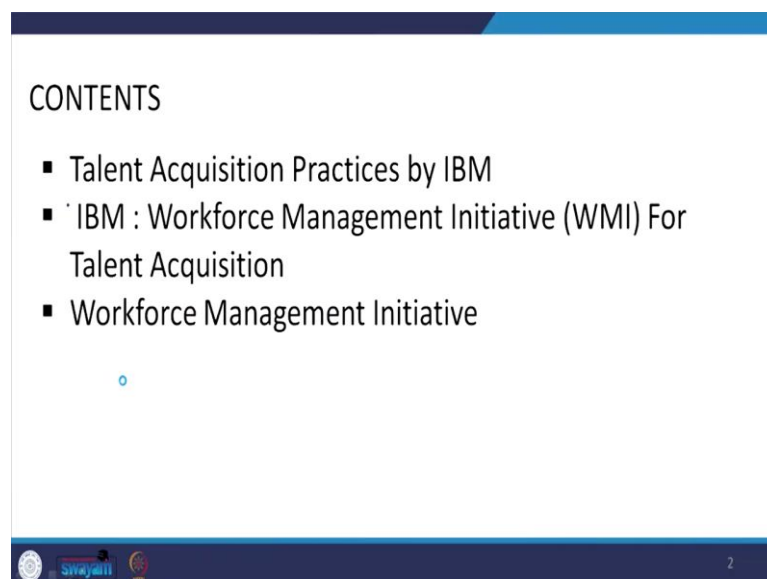 CONTENTS
▪ Talent Acquisition Practices by IBM
▪ IBM : Workforce Management Initiative (WMI) For
Talent Acquisition
▪ Workforce Management Initiative
swayam
2